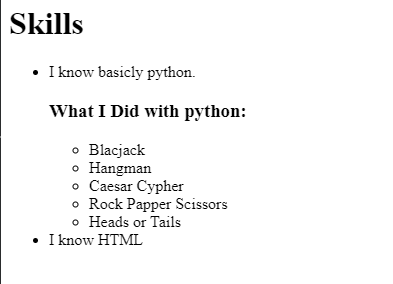 Skills
I know basicly python.
What I Did with python:
Blacjack
Hangman
Caesar Cypher
Rock Papper Scissors
Heads or Tails
I know HTML